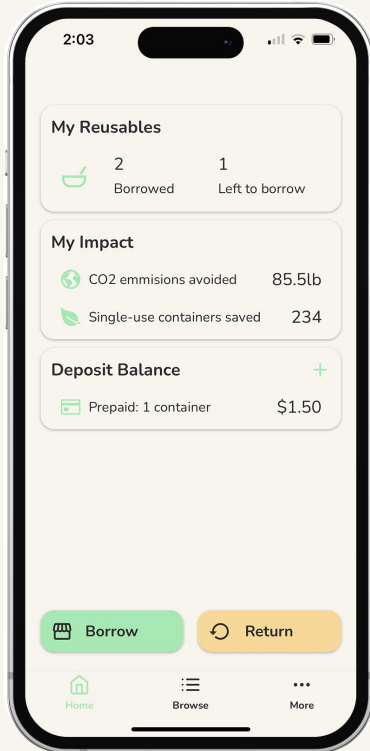 2:03
My Reusables
2 1
Borrowed Left to borrow
My Impact
CO2 emmisions avoided 85.5lb
Single-use containers saved 234
Deposit Balance +
Prepaid: 1 container $1.50
Borrow Return
Home Browse More